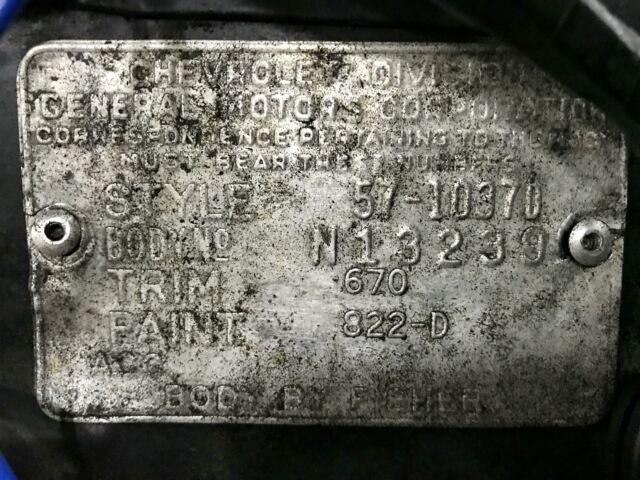 CHEVROLET DIVISION
GENERAL MOTORS CORPORATION
CORRESPONDENCE PERTAINING TO THE
MUST BEAR THESE NUMBERS
STYLE 57-1037D
BODY NO N13239
TRIM 670
PAINT 822-D
ACC
BODY BY FISHER